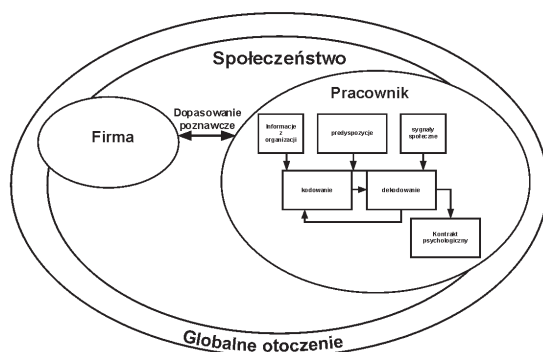 Społeczeństwo
Pracownik
Dopasowanie
poznawcze
Firma
Informacje
z
organizacji
predyspozycje
sygnały
społeczne
kodowanie
dekodowanie
Kontrakt
psychologiczny
Globalne otoczenie